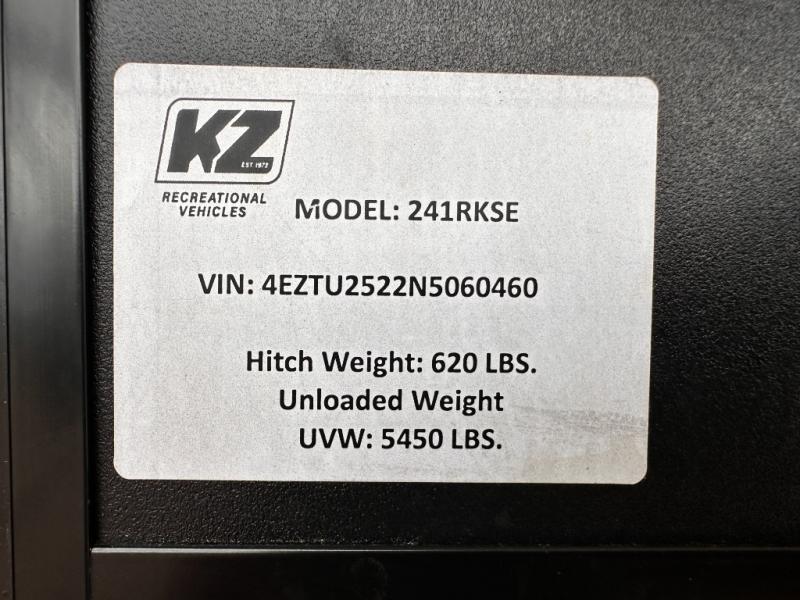 KZ
EST 1972
RECREATIONAL
VEHICLES
MODEL: 241RKSE
VIN: 4EZTU2522N5060460
Hitch Weight: 620 LBS.
Unloaded Weight
UVW: 5450 LBS.